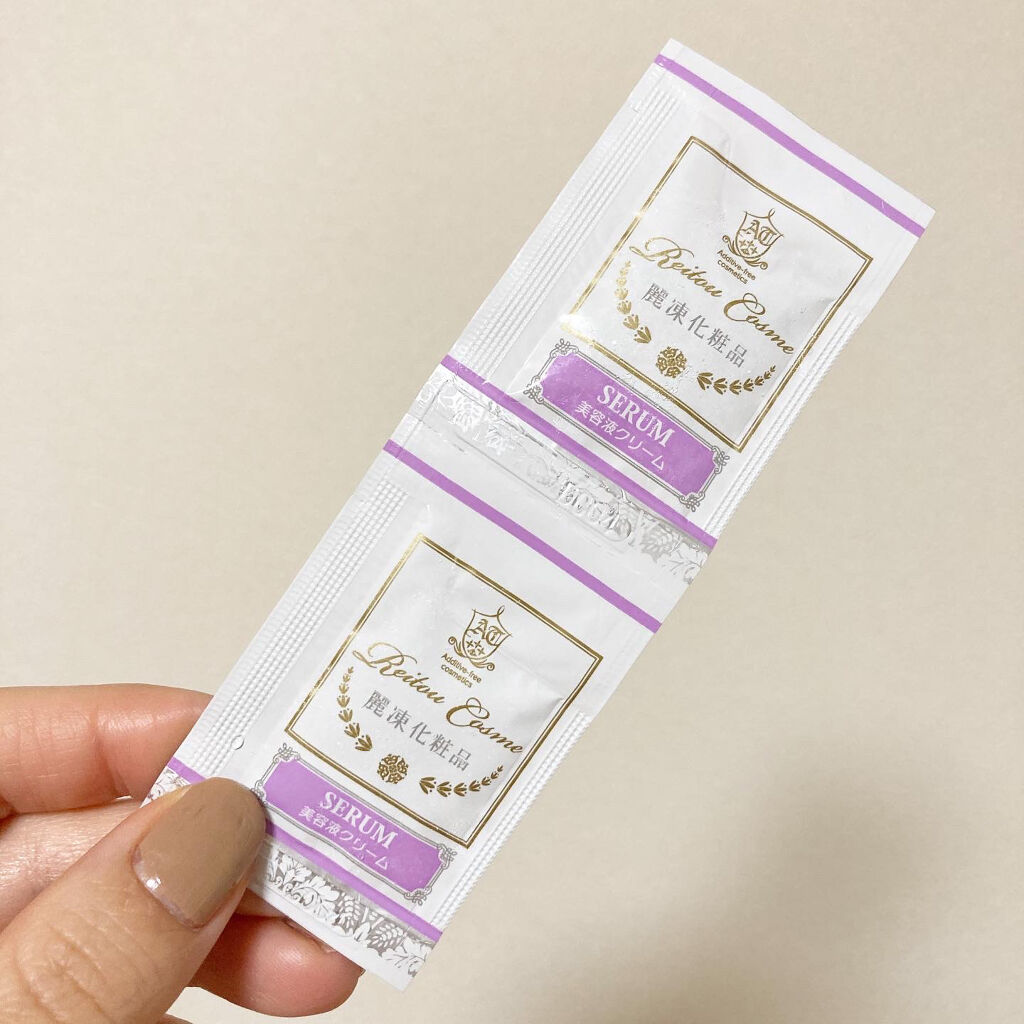 AT
Additive-free
cosmetics
Reitou Cosme
麗凍化粧品
SERUM
美容液クリーム
AT
Additive-free
cosmetics
Reitou Cosme
麗凍化粧品
SERUM
美容液クリーム